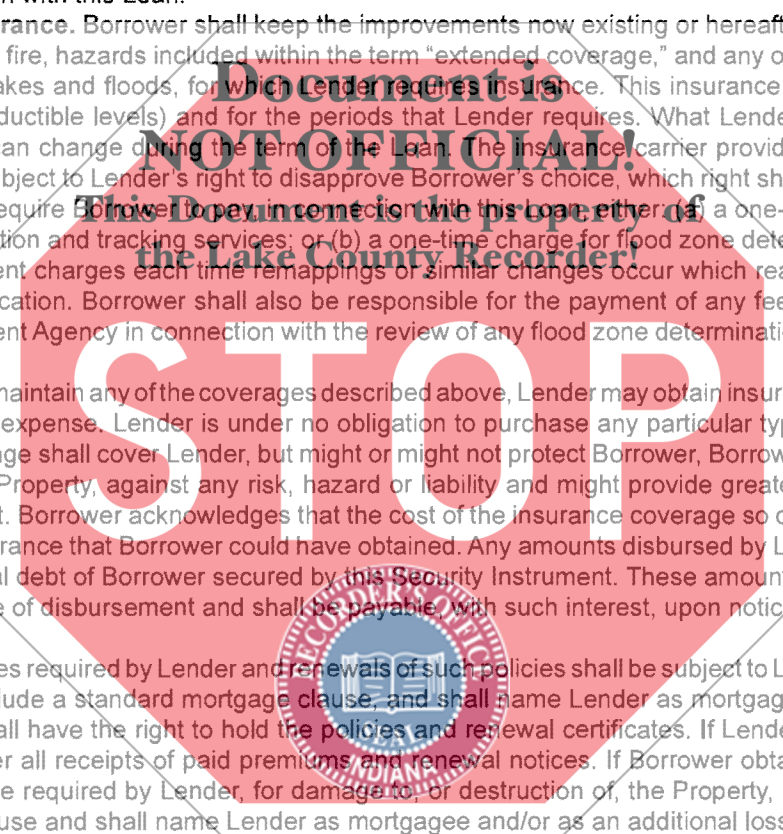 n with this Loan.
rance. Borrower shall keep the improvements now existing or hereaft
fire, hazards included within the term “extended coverage,” and any o
akes and floods, for which Lender requires insurance. This insurance
ductible levels) and for the periods that Lender requires. What Lende
can change during the term of the Loan. The insurance carrier provid
bject to Lender's right to disapprove Borrower's choice, which right sh
equire Borrower to pay, in connection with this Loan, either: (a) a one-
tion and tracking services; or (b) a one-time charge for flood zone dete
ent charges each time remappings or similar changes occur which rea
cation. Borrower shall also be responsible for the payment of any fee
ent Agency in connection with the review of any flood zone determinati
aintain any of the coverages described above, Lender may obtain insur
expense. Lender is under no obligation to purchase any particular typ
ge shall cover Lender, but might or might not protect Borrower, Borrow
Property, against any risk, hazard or liability and might provide greate
t. Borrower acknowledges that the cost of the insurance coverage so o
rance that Borrower could have obtained. Any amounts disbursed by L
al debt of Borrower secured by this Security Instrument. These amoun
e of disbursement and shall be payable, with such interest, upon notic
es required by Lender and renewals of such policies shall be subject to L
lude a standard mortgage clause, and shall name Lender as mortgag
all have the right to hold the policies and renewal certificates. If Lende
er all receipts of paid premiums and renewal notices. If Borrower obta
e required by Lender, for damage to, or destruction of, the Property,
use and shall name Lender as mortgagee and/or as an additional loss
Document is
NOT OFFICIAL!
This Document is the property of
the Lake County Recorder!
STOP
RECORDER'S OFFICE
SEAL
INDIANA